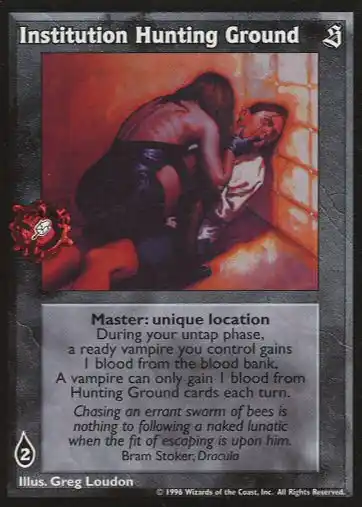 Institution Hunting Ground
Master: unique location
During your untap phase,
a ready vampire you control gains
1 blood from the blood bank.
A vampire can only gain 1 blood from
Hunting Ground cards each turn.
Chasing an errant swarm of bees is
nothing to following a naked lunatic
when the fit of escaping is upon him.
Bram Stoker, Dracula
2
Illus. Greg Loudon
© 1996 Wizards of the Coast, Inc. All Rights Reserved.